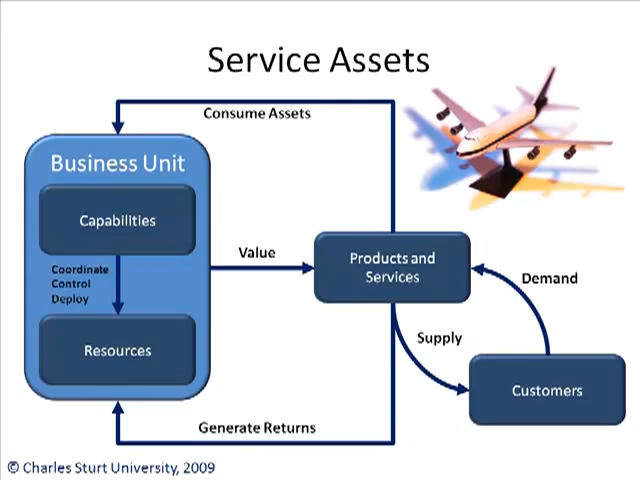 Service Assets
Consume Assets
Business Unit
Capabilities
Coordinate
Control
Deploy
Resources
Value
Products and
Services
Demand
Supply
Customers
Generate Returns
© Charles Sturt University, 2009